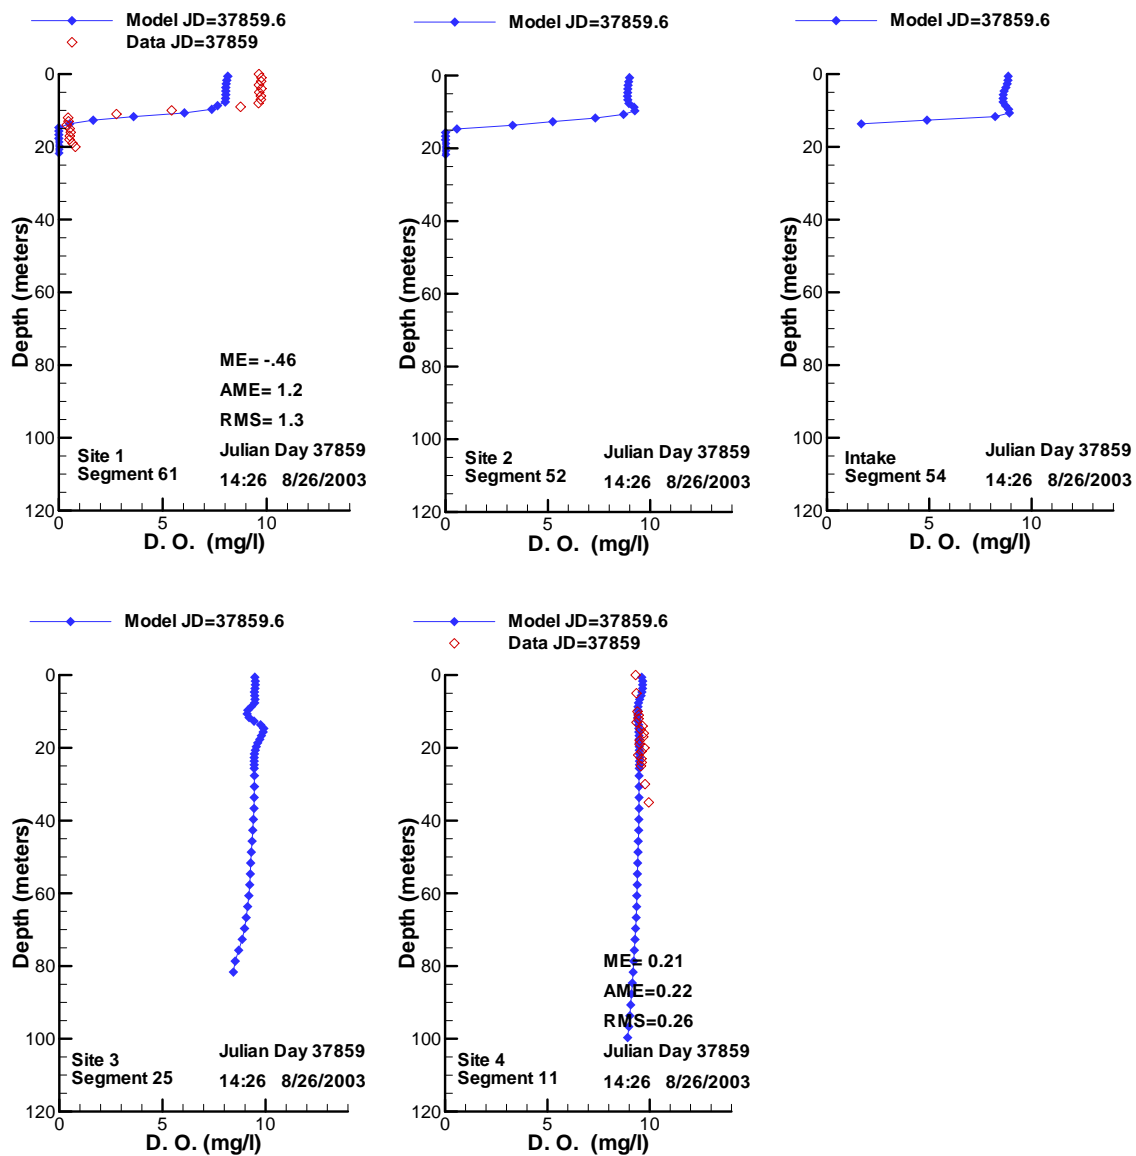 Model JD=37859.6
Data JD=37859
0
20
40
60
80
100
120
Depth (meters)
ME= -.46
AME= 1.2
RMS= 1.3
Site 1
Segment 61
Julian Day 37859
14:26 8/26/2003
0 5 10
D. O. (mg/l)
Model JD=37859.6
0
20
40
60
80
100
120
Depth (meters)
Site 2
Segment 52
Julian Day 37859
14:26 8/26/2003
0 5 10
D. O. (mg/l)
Model JD=37859.6
0
20
40
60
80
100
120
Depth (meters)
Intake
Segment 54
Julian Day 37859
14:26 8/26/2003
0 5 10
D. O. (mg/l)
Model JD=37859.6
0
20
40
60
80
100
120
Depth (meters)
Site 3
Segment 25
Julian Day 37859
14:26 8/26/2003
0 5 10
D. O. (mg/l)
Model JD=37859.6
Data JD=37859
0
20
40
60
80
100
120
Depth (meters)
ME= 0.21
AME=0.22
RMS=0.26
Site 4
Segment 11
Julian Day 37859
14:26 8/26/2003
0 5 10
D. O. (mg/l)